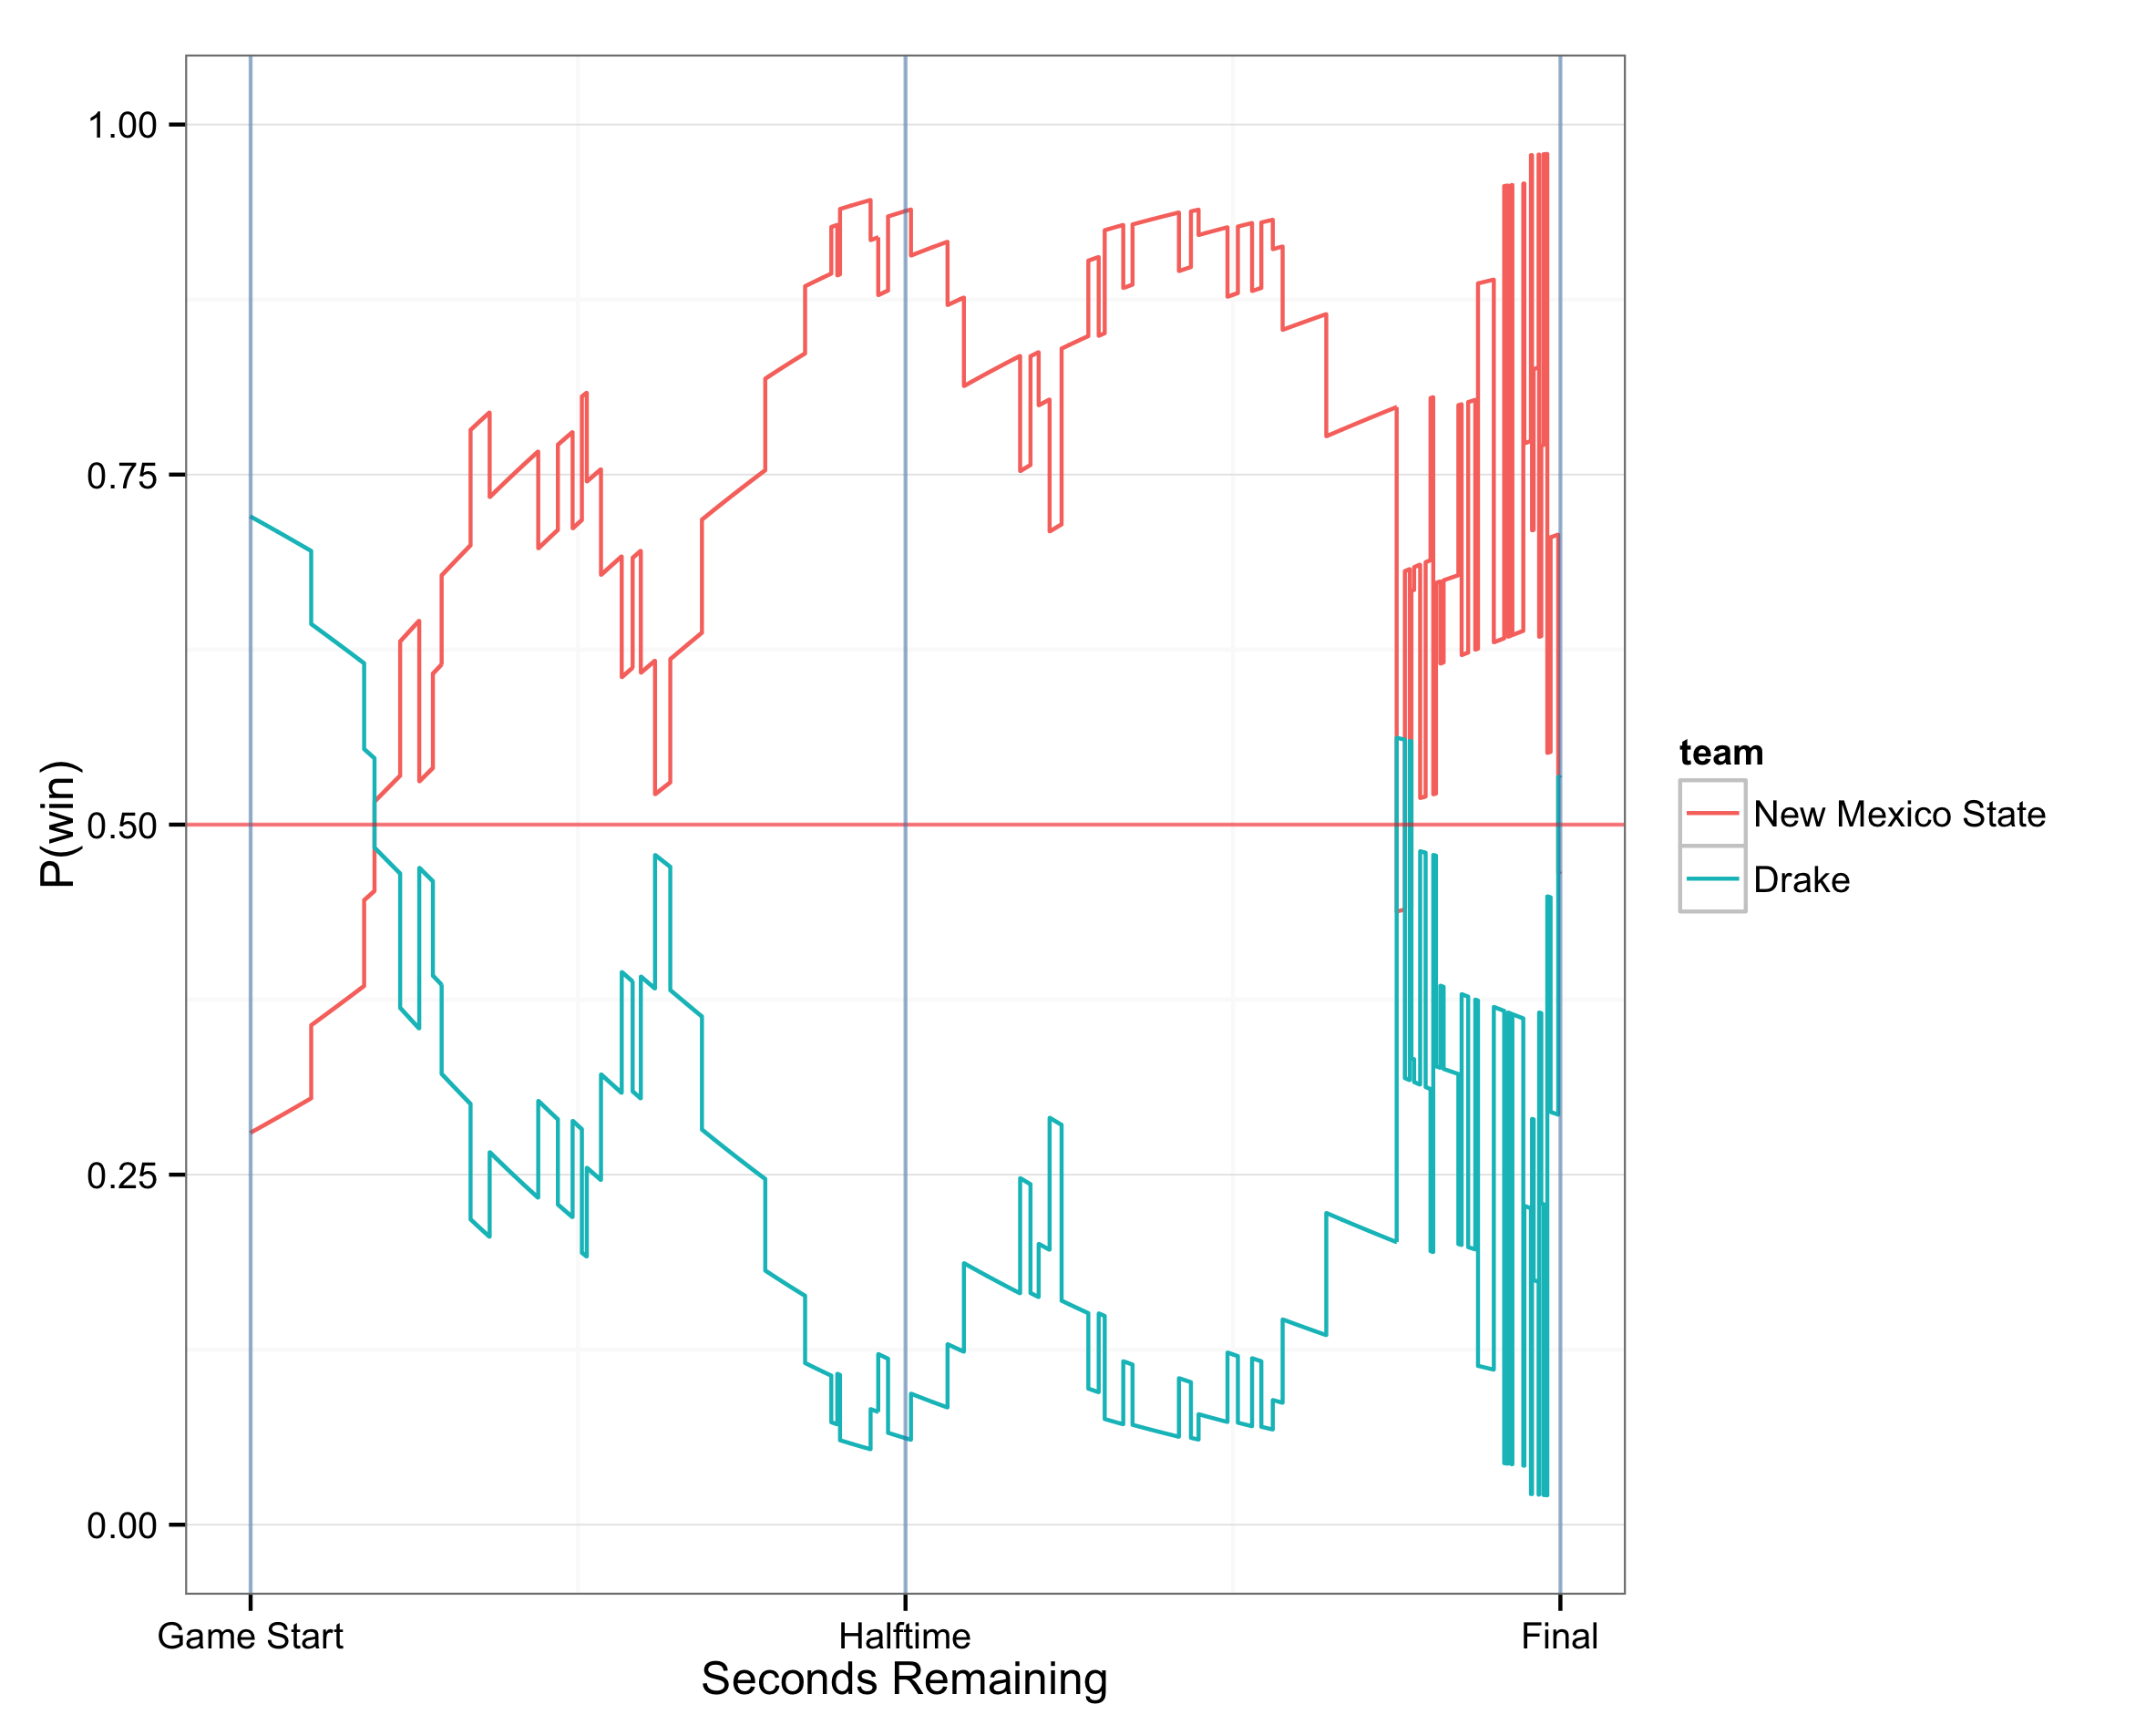 1.00
0.75
0.50
0.25
0.00
P(win)
Game Start
Halftime
Final
Seconds Remaining
team
New Mexico State
Drake